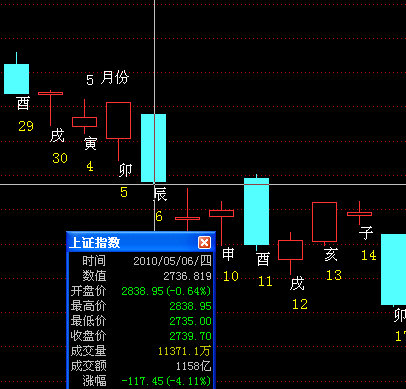 5 月份
酉
29
戌
30
寅
4
卯
5
辰
6
申
10
酉
11
戌
12
亥
13
子
14
卯
17
上证指数
时间 2010/05/06/四
数值 2736.819
开盘价 2838.95(-0.64%)
最高价 2838.95
最低价 2735.00
收盘价 2739.70
成交量 11371.1万
成交额 1158亿
涨幅 -117.45(-4.11%)